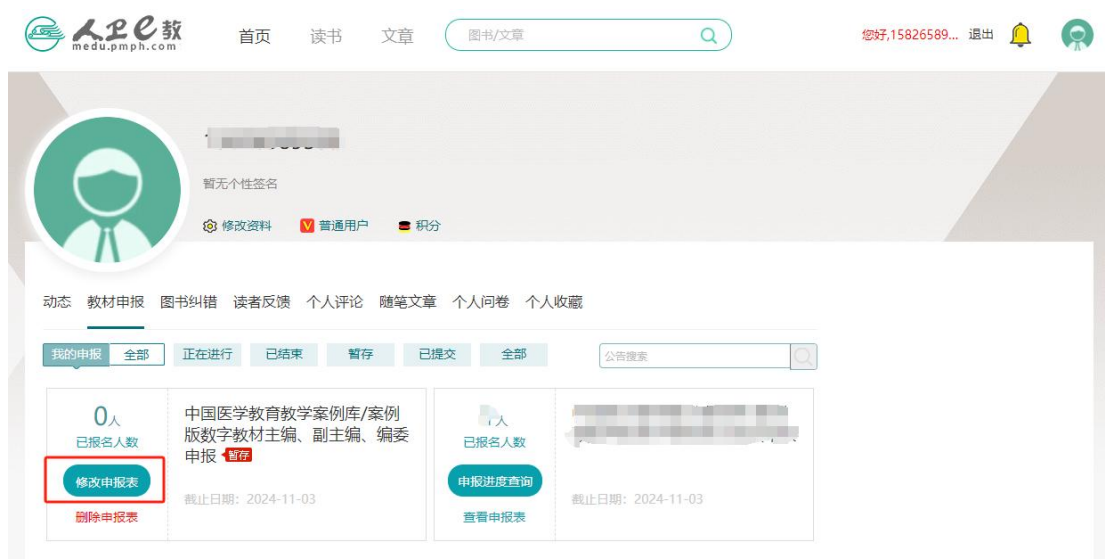 人卫e教
medu.pmph.com
首页 读书 文章 图书/文章 您好,15826589... 退出
暂无个性签名
修改资料 V 普通用户 积分
动态 教材申报 图书纠错 读者反馈 个人评论 随笔文章 个人问卷 个人收藏
我的申报 全部 正在进行 已结束 暂存 已提交 全部 公告搜索
0人
已报名人数
修改申报表
删除申报表
中国医学教育教学案例库/案例
版数字教材主编、副主编、编委
申报 暂存
截止日期：2024-11-03
人
已报名人数
申报进度查询
查看申报表
截止日期：2024-11-03